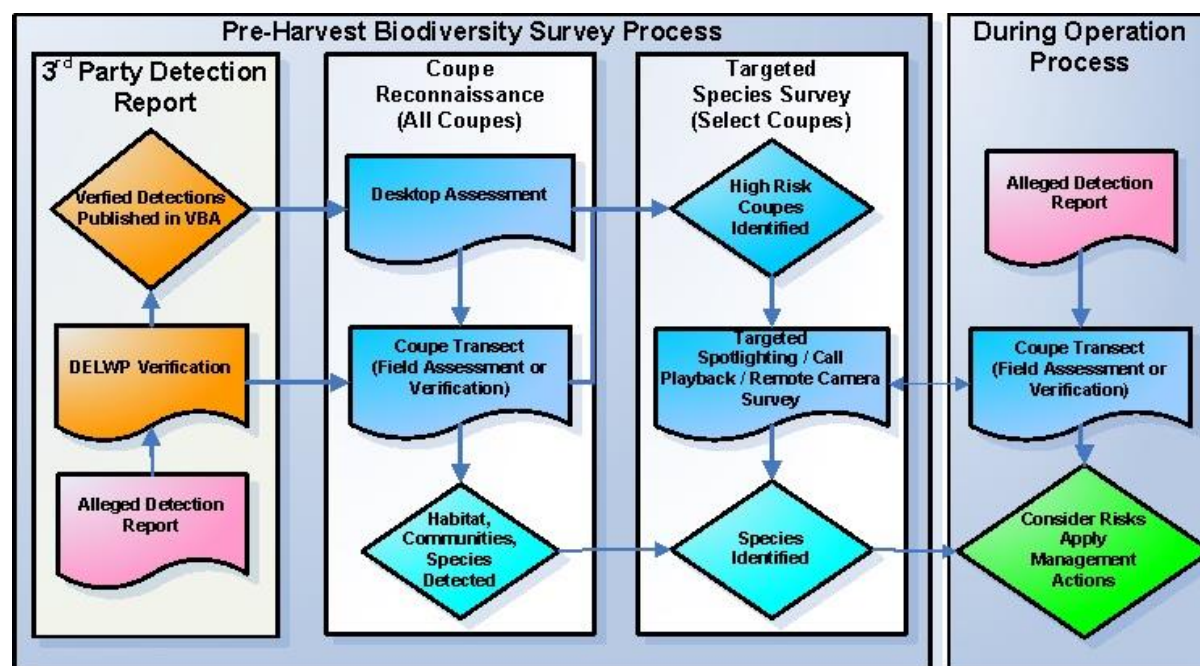 Pre-Harvest Biodiversity Survey Process
3rd Party Detection
Report
Verfied Detections
Published in VBA
DELWP Verification
Alleged Detection
Report
Coupe
Reconnaissance
(All Coupes)
Desktop Assessment
Coupe Transect
(Field Assessment or
Verification)
Habitat,
Communities,
Species
Detected
Targeted
Species Survey
(Select Coupes)
High Risk
Coupes
Identified
Targeted
Spotlighting / Call
Playback / Remote Camera
Survey
Species
Identified
During Operation
Process
Alleged Detection
Report
Coupe Transect
(Field Assessment or
Verification)
Consider Risks
Apply
Management
Actions